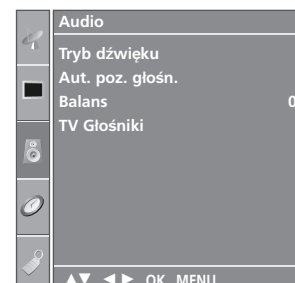 Audio
Tryb dźwięku
Aut. poz. głośn.
Balans 0
TV Głośniki
▲▼ ◄► OK MENU